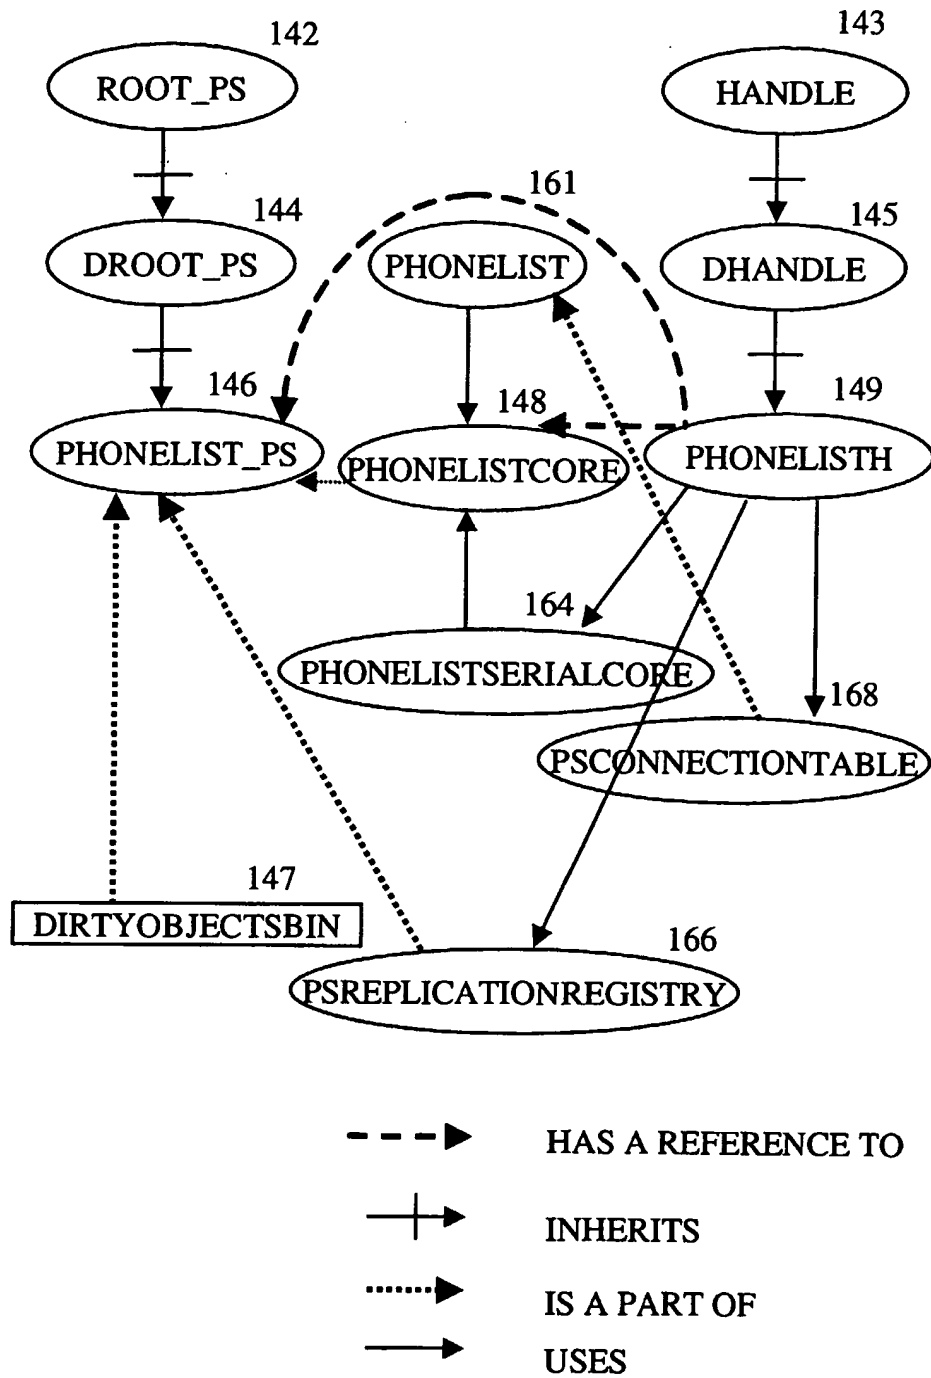 142
143
ROOT_PS
HANDLE
161
144
145
DROOT_PS
PHONELIST
DHANDLE
146
148
149
PHONELIST_PS
PHONELISTCORE
PHONELISTH
164
PHONELISTSERIALCORE
168
PSCONNECTIONTABLE
147
DIRTYOBJECTSBIN
166
PSREPLICATIONREGISTRY
HAS A REFERENCE TO
INHERITS
IS A PART OF
USES